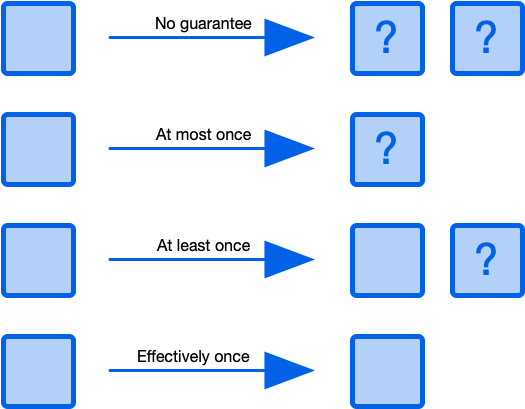 No guarantee
? ?
At most once
?
At least once
?
Effectively once